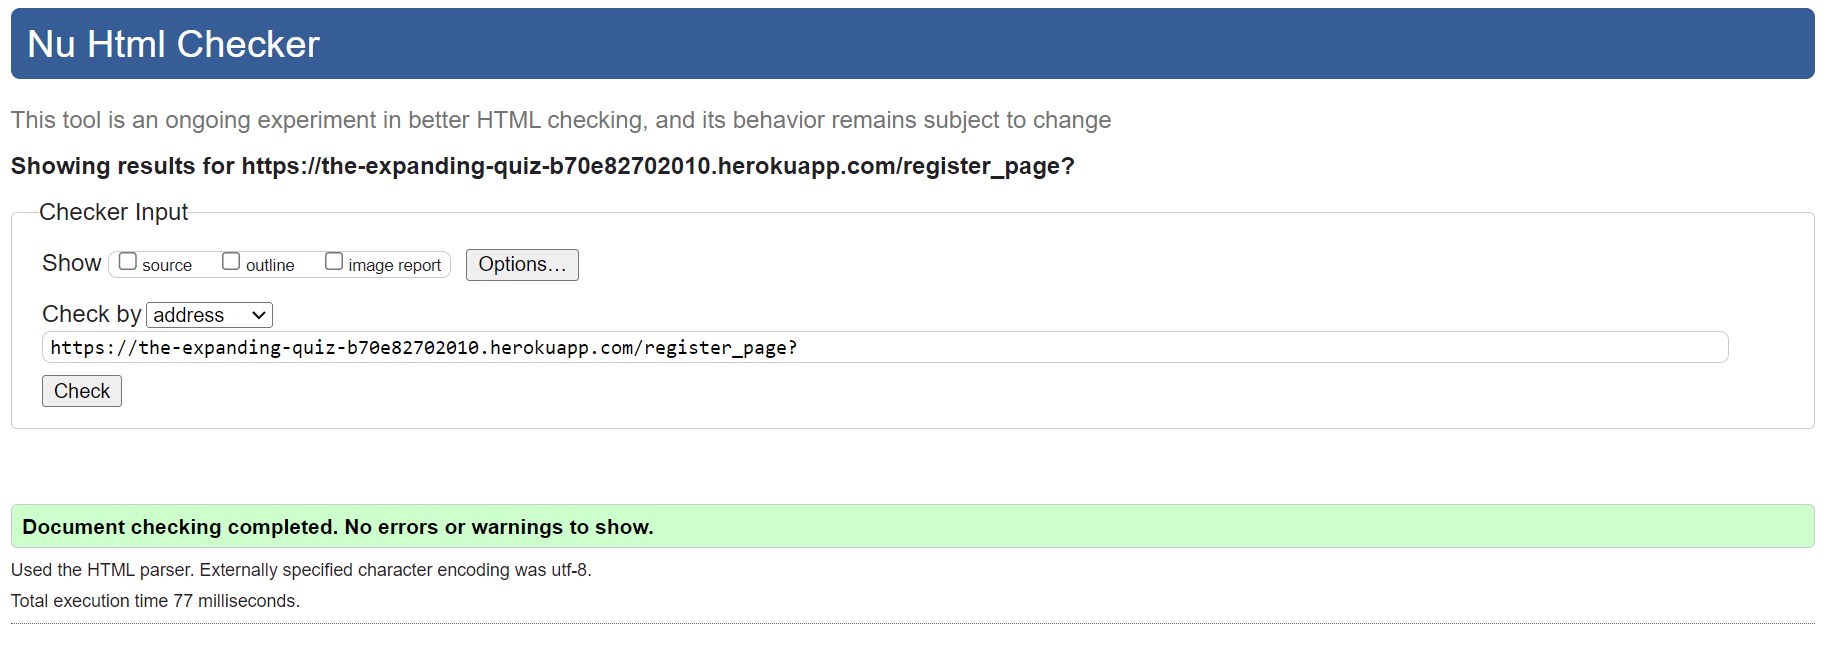 Nu Html Checker
This tool is an ongoing experiment in better HTML checking, and its behavior remains subject to change
Showing results for https://the-expanding-quiz-b70e82702010.herokuapp.com/register_page?
Checker Input
Show source outline image report Options...
Check by address
https://the-expanding-quiz-b70e82702010.herokuapp.com/register_page?
Check
Document checking completed. No errors or warnings to show.
Used the HTML parser. Externally specified character encoding was utf-8.
Total execution time 77 milliseconds.